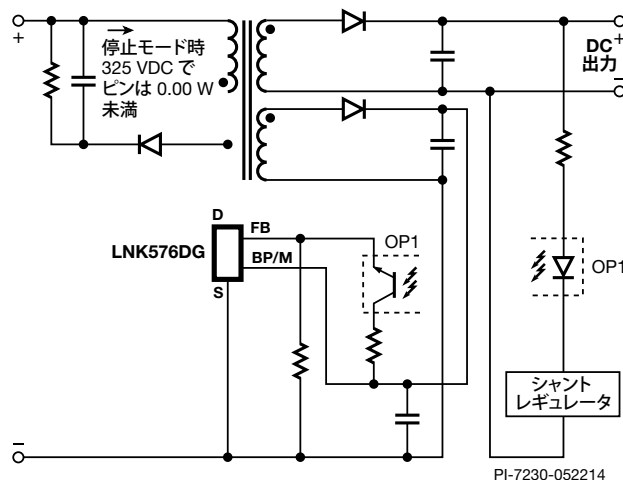 +
停止モード時
325 VDC で
ピンは 0.00 W
未満
DC
+
出力
−
D
FB
LNK576DG
BP/M
S
OP1
OP1
シャント
レギュレータ
−
PI-7230-052214